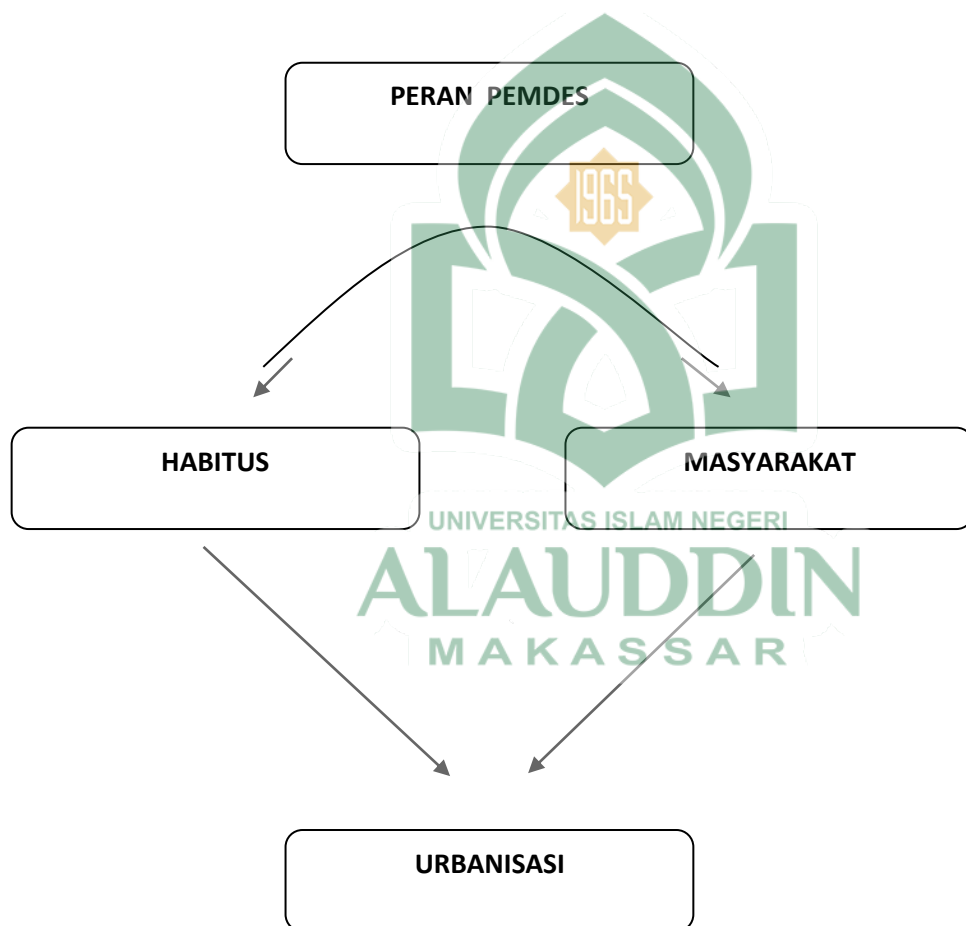 PERAN PEMDES
1965
HABITUS
MASYARAKAT
UNIVERSITAS ISLAM NEGERI
ALAUDDIN
MAKASSAR
URBANISASI